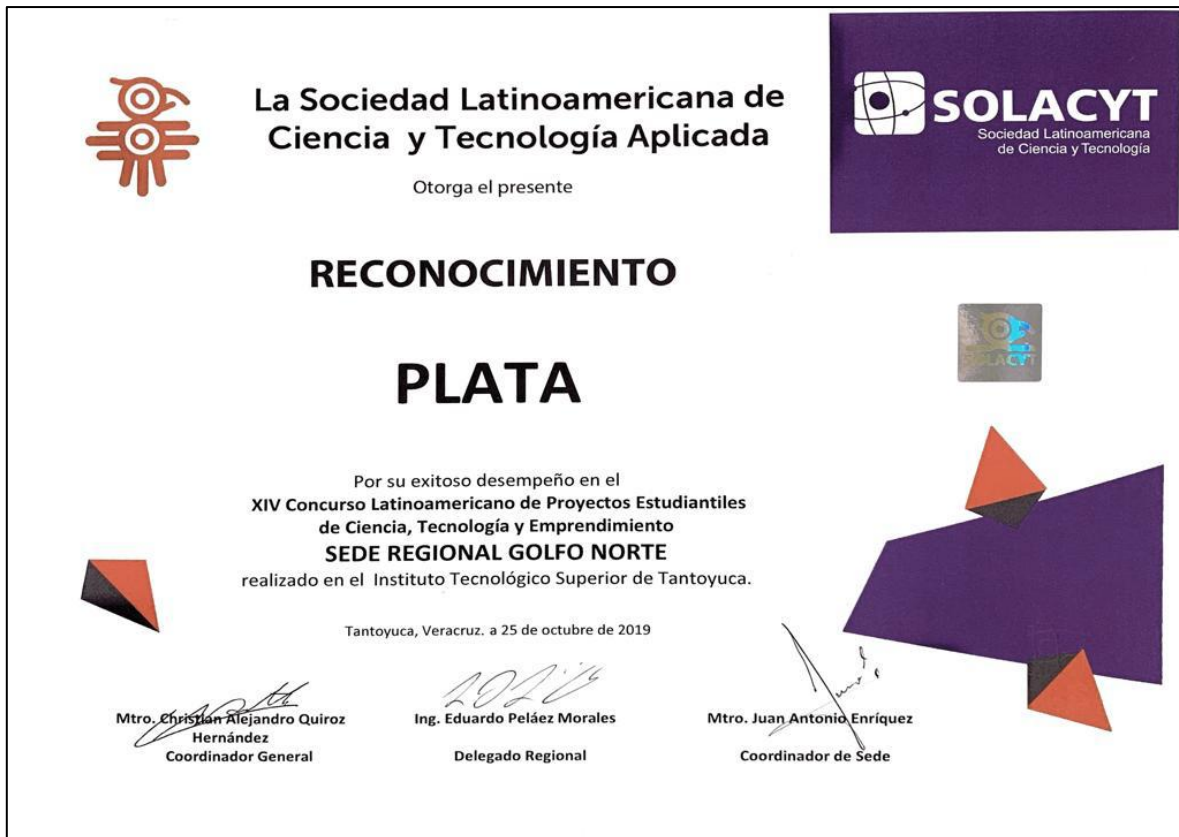 La Sociedad Latinoamericana de
Ciencia y Tecnología Aplicada
SOLACYT
Sociedad Latinoamericana
de Ciencia y Tecnología
Otorga el presente
RECONOCIMIENTO
PLATA
SOLACYT
Por su exitoso desempeño en el
XIV Concurso Latinoamericano de Proyectos Estudiantiles
de Ciencia, Tecnología y Emprendimiento
SEDE REGIONAL GOLFO NORTE
realizado en el Instituto Tecnológico Superior de Tantoyuca.
Tantoyuca, Veracruz. a 25 de octubre de 2019
Mtro. Christian Alejandro Quiroz
Hernández
Coordinador General
Ing. Eduardo Peláez Morales
Delegado Regional
Mtro. Juan Antonio Enríquez
Coordinador de Sede